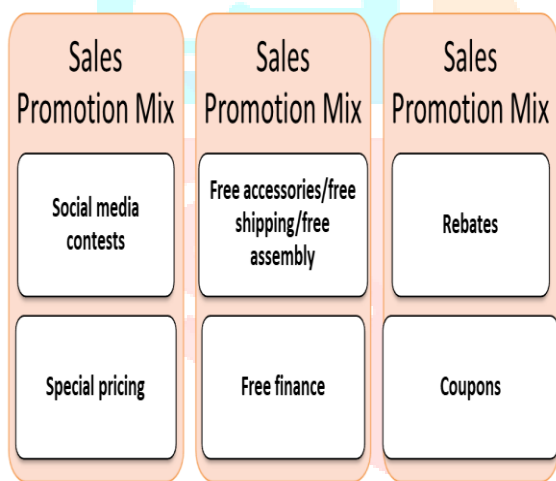 Sales
Promotion Mix
Social media
contests
Special pricing
Sales
Promotion Mix
Free accessories/free
shipping/free
assembly
Free finance
Sales
Promotion Mix
Rebates
Coupons